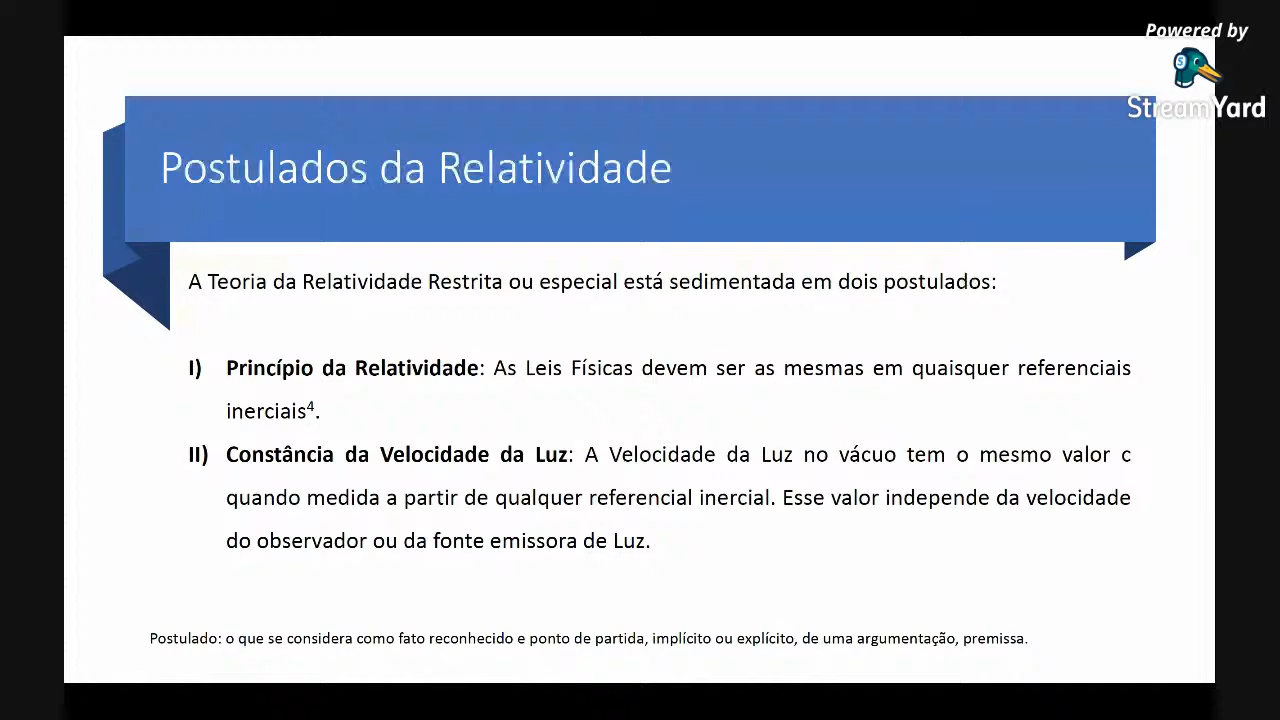 Powered by
StreamYard
Postulados da Relatividade
A Teoria da Relatividade Restrita ou especial está sedimentada em dois postulados:
I) Princípio da Relatividade: As Leis Físicas devem ser as mesmas em quaisquer referenciais
inerciais⁴.
II) Constância da Velocidade da Luz: A Velocidade da Luz no vácuo tem o mesmo valor c
quando medida a partir de qualquer referencial inercial. Esse valor independe da velocidade
do observador ou da fonte emissora de Luz.
Postulado: o que se considera como fato reconhecido e ponto de partida, implícito ou explícito, de uma argumentação, premissa.